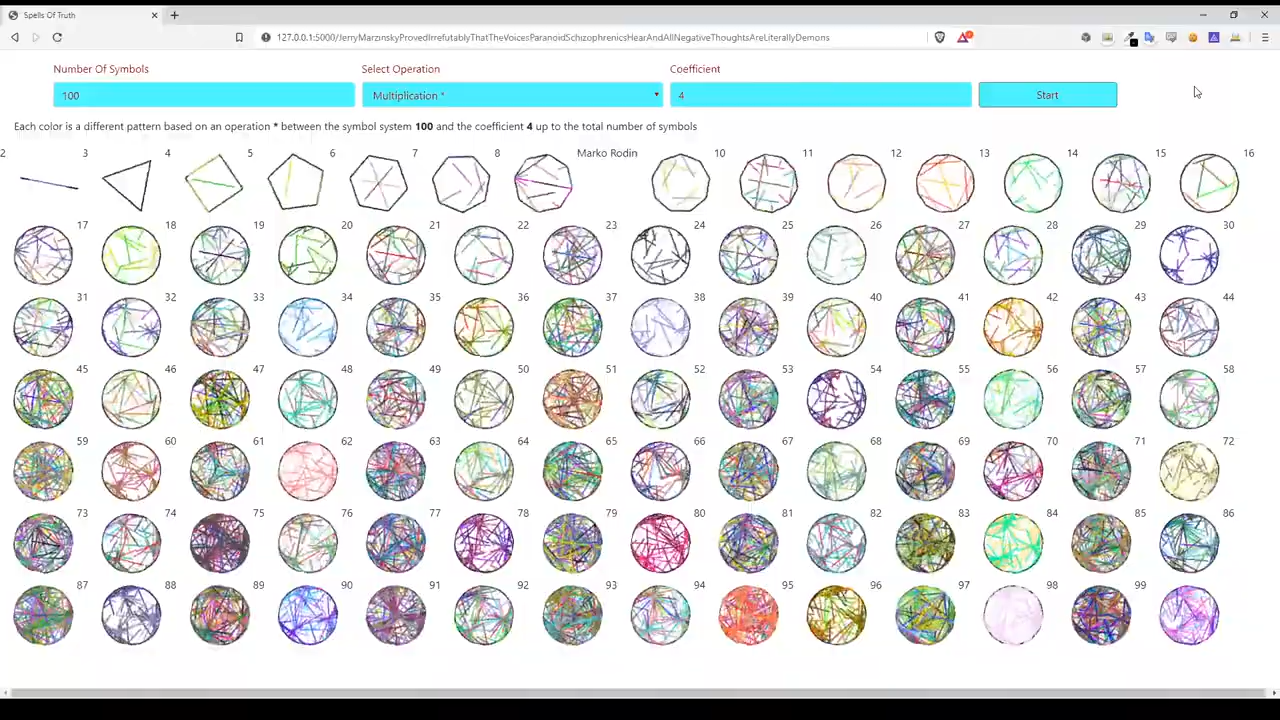 Spells Of Truth
127.0.0.1:5000/JerryMarzinskyProvedIrrefutablyThatTheVoicesParanoidSchizophrenicsHearAndAllNegativeThoughtsAreLiterallyDemons
Number Of Symbols
Select Operation
Coefficient
100
Multiplication *
4
Start
Each color is a different pattern based on an operation * between the symbol system 100 and the coefficient 4 up to the total number of symbols
2 3 4 5 6 7 8 Marko Rodin 10 11 12 13 14 15 16
17 18 19 20 21 22 23 24 25 26 27 28 29 30
31 32 33 34 35 36 37 38 39 40 41 42 43 44
45 46 47 48 49 50 51 52 53 54 55 56 57 58
59 60 61 62 63 64 65 66 67 68 69 70 71 72
73 74 75 76 77 78 79 80 81 82 83 84 85 86
87 88 89 90 91 92 93 94 95 96 97 98 99